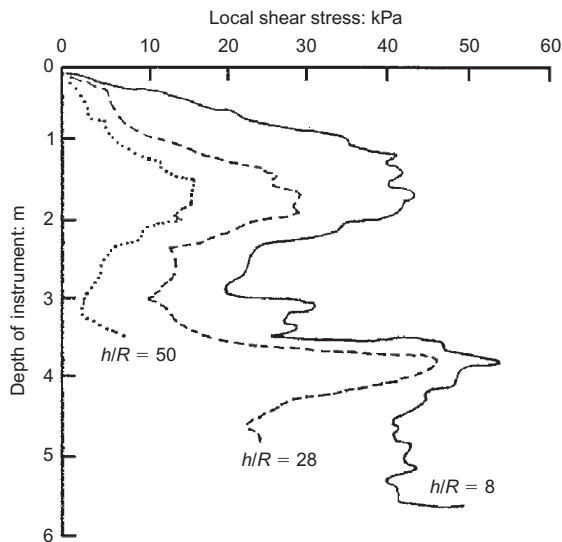 Local shear stress: kPa
0 10 20 30 40 50 60
0
1
2
3
4
5
6
Depth of instrument: m
h/R = 50
h/R = 28
h/R = 8